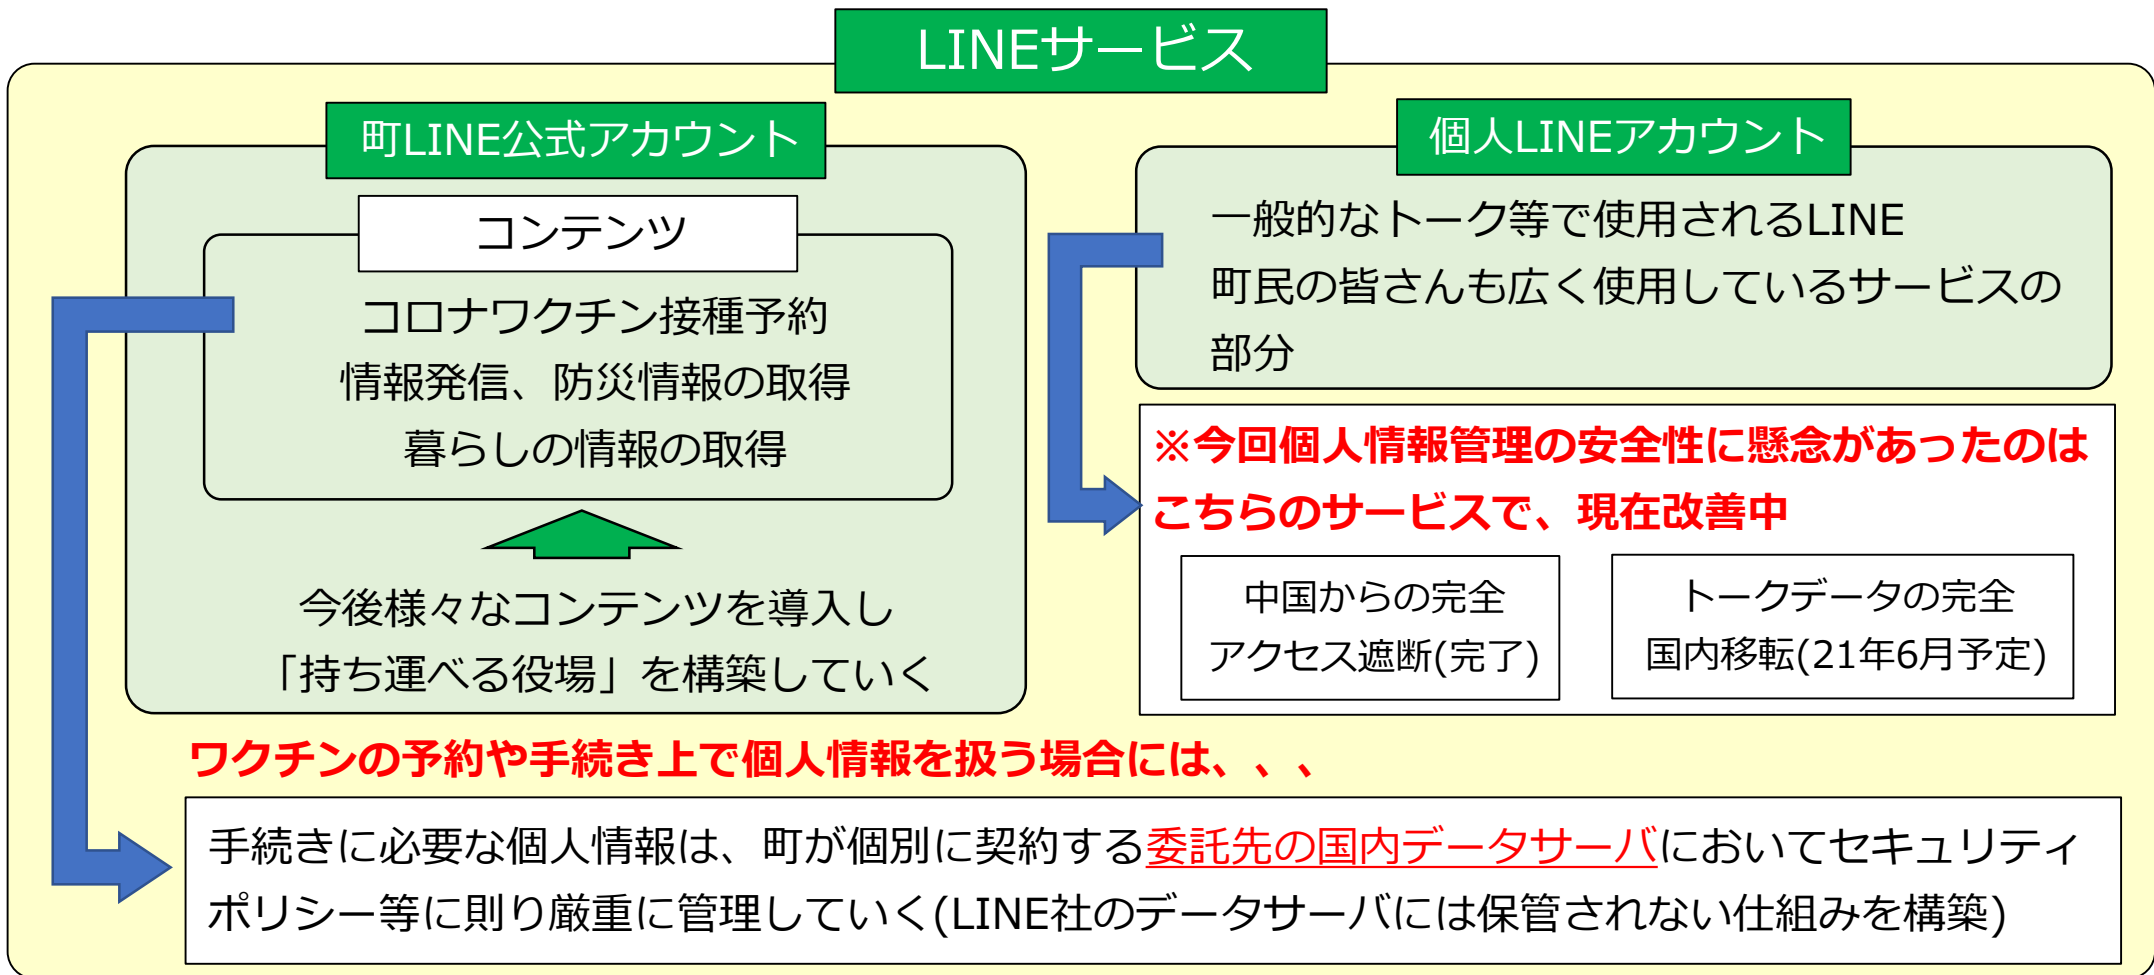 LINEサービス
町LINE公式アカウント
コンテンツ
コロナワクチン接種予約
情報発信、防災情報の取得
暮らしの情報の取得
今後様々なコンテンツを導入し
「持ち運べる役場」を構築していく
個人LINEアカウント
一般的なトーク等で使用されるLINE
町民の皆さんも広く使用しているサービスの
部分
※今回個人情報管理の安全性に懸念があったのは
こちらのサービスで、現在改善中
中国からの完全
アクセス遮断(完了)
トークデータの完全
国内移転(21年6月予定)
ワクチンの予約や手続き上で個人情報を扱う場合には、、、
手続きに必要な個人情報は、町が個別に契約する委託先の国内データサーバにおいてセキュリティ
ポリシー等に則り厳重に管理していく(LINE社のデータサーバには保管されない仕組みを構築)